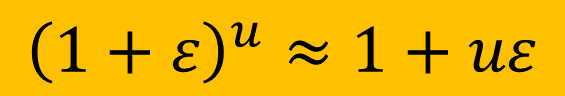 (1 + ε)ᵘ ≈ 1 + uε